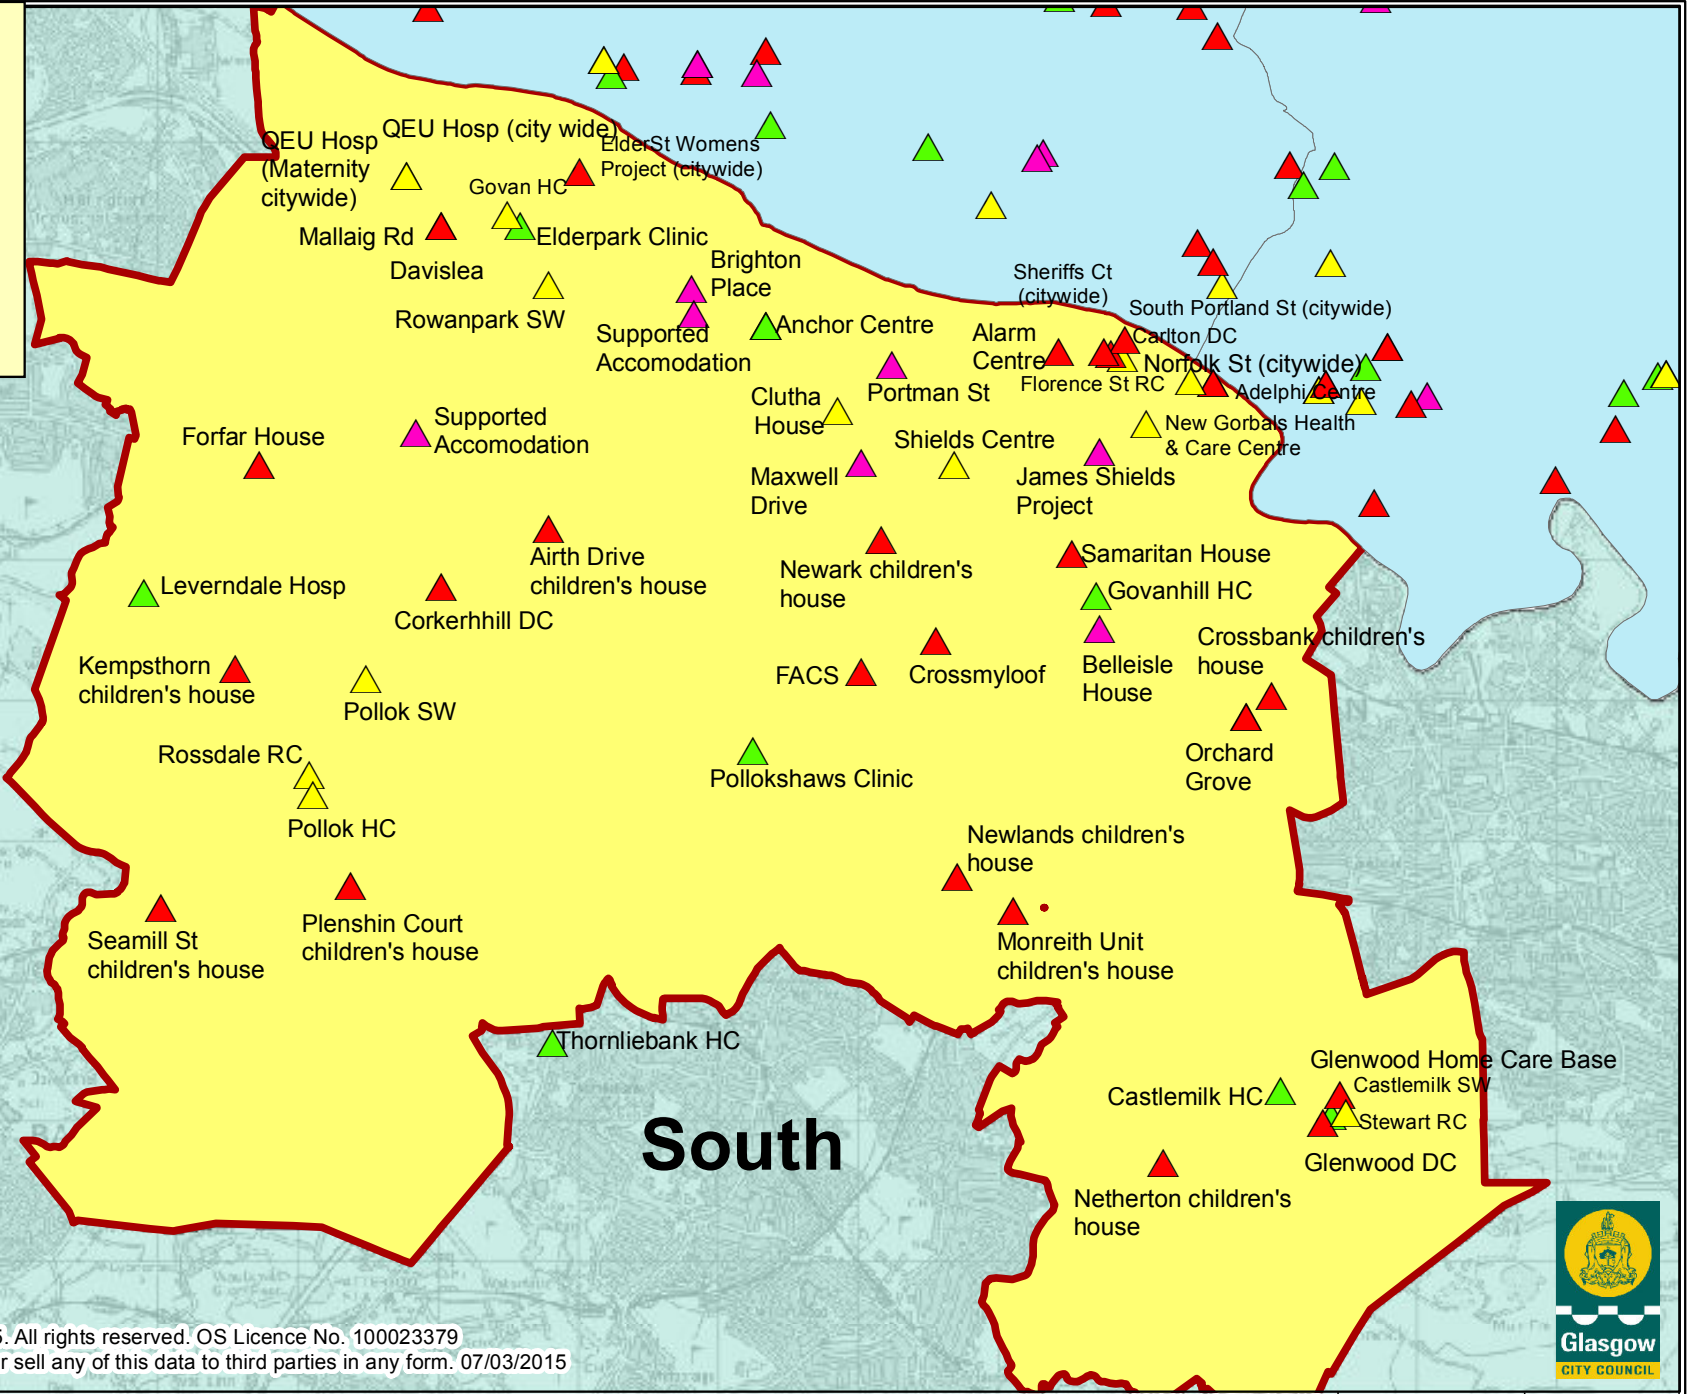 QEU Hosp
(Maternity
citywide)
QEU Hosp (city wide)
ElderSt Womens
Project (citywide)
Govan HC
Mallaig Rd
Elderpark Clinic
Davislea
Brighton
Place
Rowanpark SW
Supported
Accomodation
Anchor Centre
Sheriffs Ct
(citywide)
South Portland St (citywide)
Alarm
Centre
Carlton DC
Norfolk St (citywide)
Florence St RC
Adelphi Centre
Portman St
Clutha
House
New Gorbals Health
& Care Centre
Shields Centre
Supported
Accomodation
Forfar House
Maxwell
Drive
James Shields
Project
Airth Drive
children's house
Newark children's
house
Samaritan House
Govanhill HC
Leverndale Hosp
Corkerhhill DC
Crossbank children's
house
Kempsthorn
children's house
FACS
Crossmyloof
Belleisle
House
Pollok SW
Rossdale RC
Pollokshaws Clinic
Orchard
Grove
Pollok HC
Newlands children's
house
Seamill St
children's house
Plenshin Court
children's house
Monreith Unit
children's house
Thornliebank HC
Glenwood Home Care Base
Castlemilk HC
Castlemilk SW
Stewart RC
Glenwood DC
South
Netherton children's
house
5. All rights reserved. OS Licence No. 100023379
r sell any of this data to third parties in any form. 07/03/2015
Glasgow
CITY COUNCIL